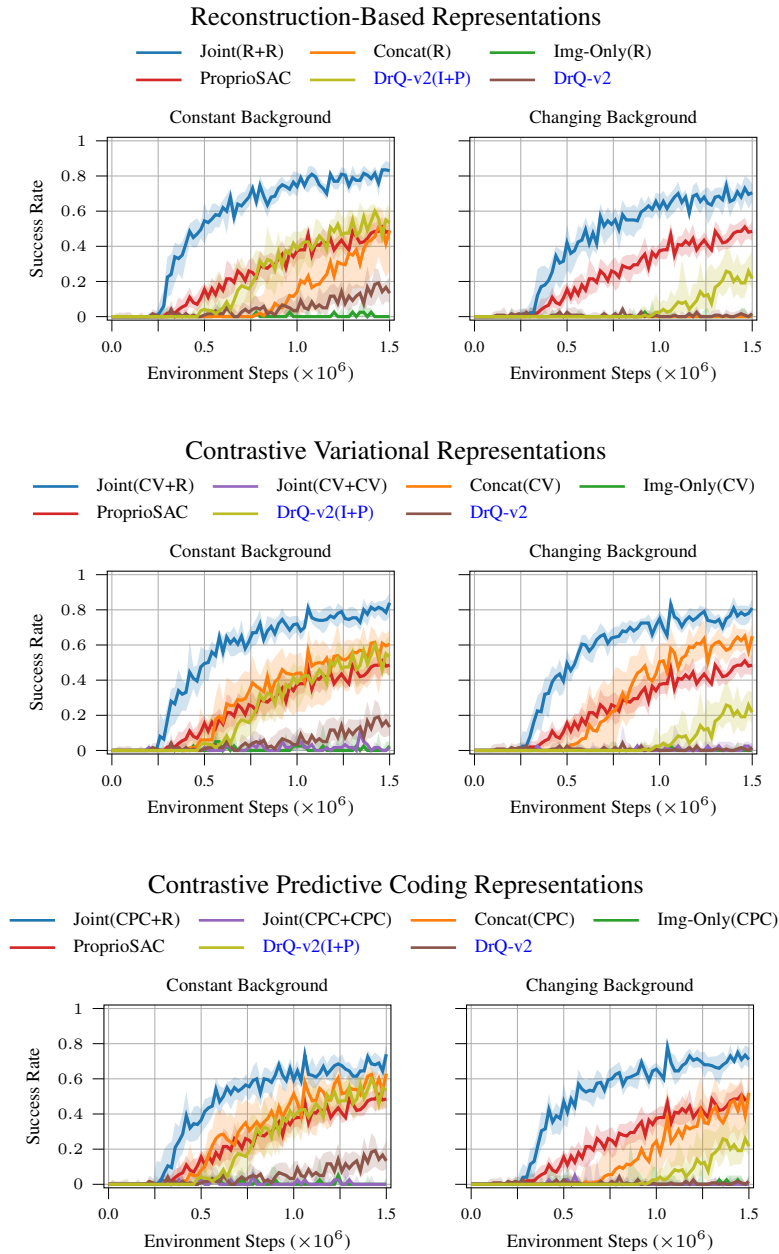 Reconstruction-Based Representations
Joint(R+R) Concat(R) Img-Only(R)
ProprioSAC DrQ-v2(I+P) DrQ-v2
Constant Background Changing Background
Success Rate
1
0.8
0.6
0.4
0.2
0
0.0 0.5 1.0 1.5 0.0 0.5 1.0 1.5
Environment Steps (×10⁶) Environment Steps (×10⁶)
Contrastive Variational Representations
Joint(CV+R) Joint(CV+CV) Concat(CV) Img-Only(CV)
ProprioSAC DrQ-v2(I+P) DrQ-v2
Constant Background Changing Background
Success Rate
1
0.8
0.6
0.4
0.2
0
0.0 0.5 1.0 1.5 0.0 0.5 1.0 1.5
Environment Steps (×10⁶) Environment Steps (×10⁶)
Contrastive Predictive Coding Representations
Joint(CPC+R) Joint(CPC+CPC) Concat(CPC) Img-Only(CPC)
ProprioSAC DrQ-v2(I+P) DrQ-v2
Constant Background Changing Background
Success Rate
1
0.8
0.6
0.4
0.2
0
0.0 0.5 1.0 1.5 0.0 0.5 1.0 1.5
Environment Steps (×10⁶) Environment Steps (×10⁶)